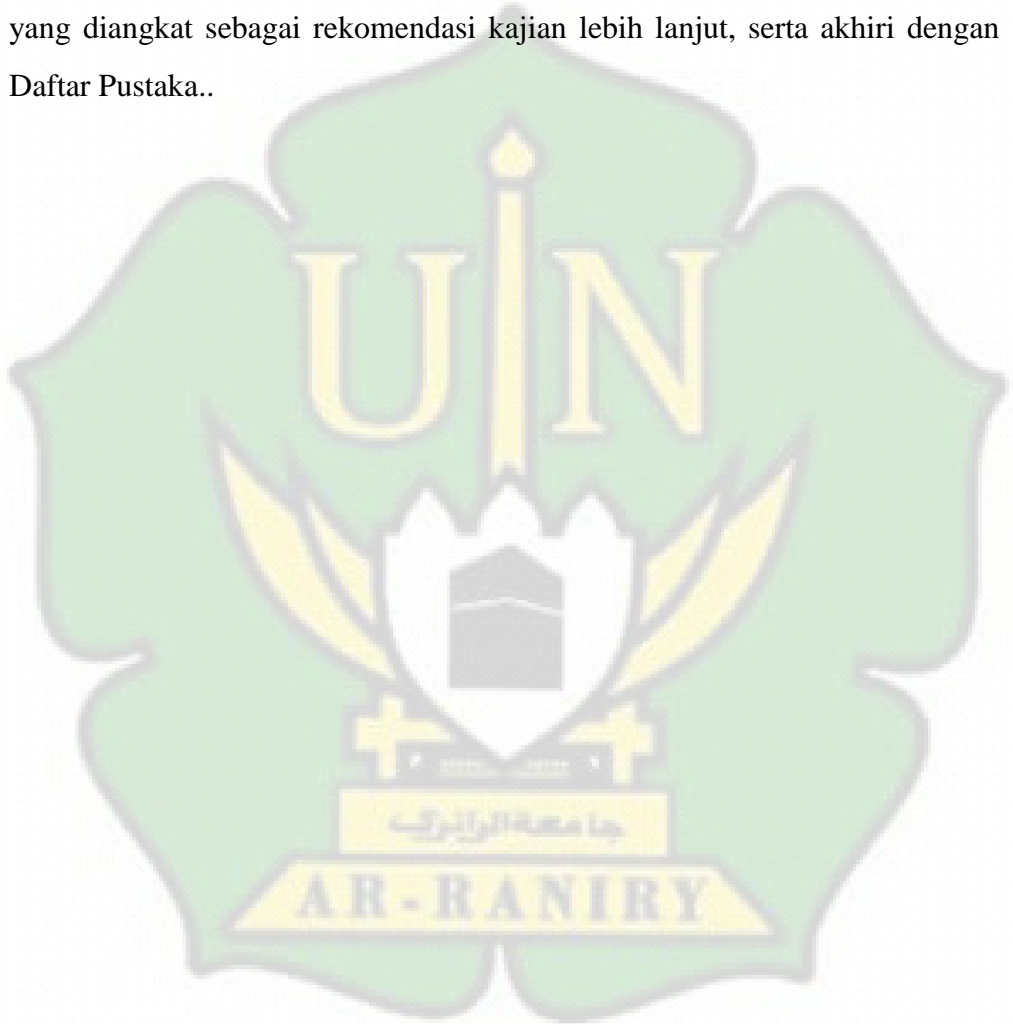 yang diangkat sebagai rekomendasi kajian lebih lanjut, serta akhiri dengan
Daftar Pustaka..
UIN
جامعة الرانري
AR-RANIRY